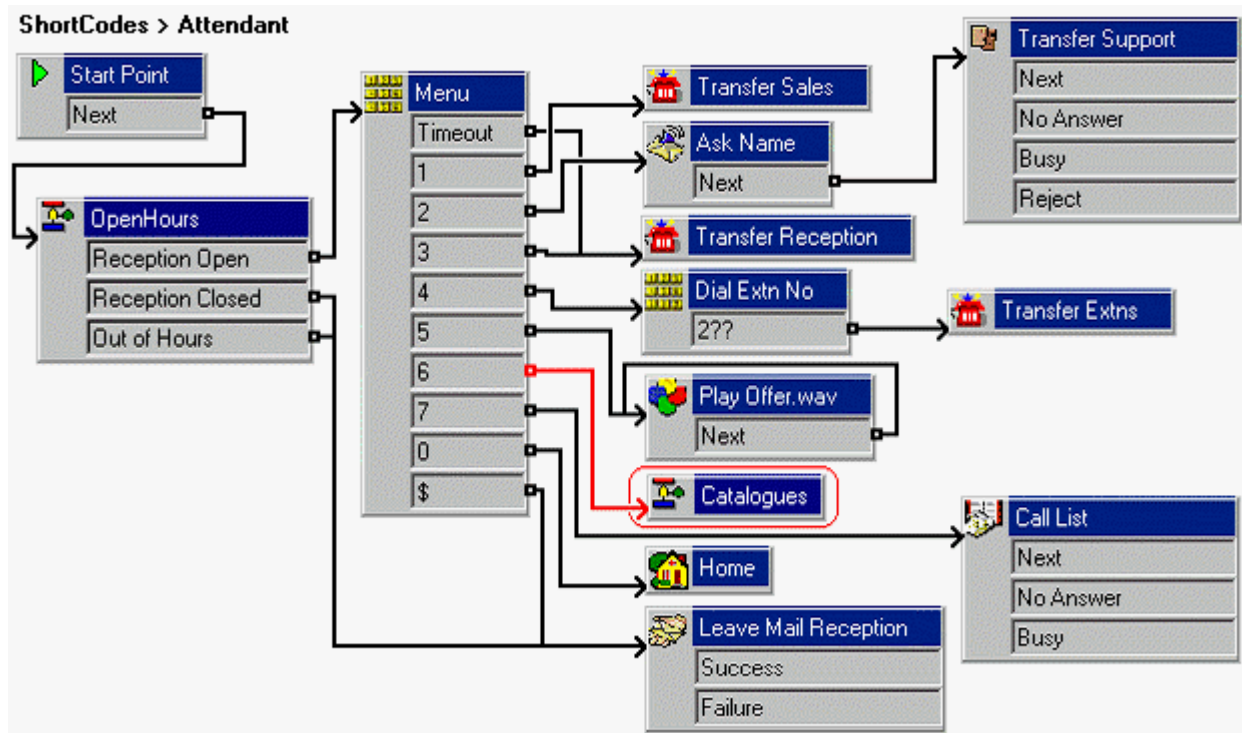 ShortCodes > Attendant
Start Point
Next
OpenHours
Reception Open
Reception Closed
Out of Hours
Menu
Timeout
1
2
3
4
5
6
7
0
$
Transfer Sales
Ask Name
Next
Transfer Reception
Dial Extn No
2??
Play Offer.wav
Next
Catalogues
Home
Leave Mail Reception
Success
Failure
Transfer Support
Next
No Answer
Busy
Reject
Transfer Extns
Call List
Next
No Answer
Busy